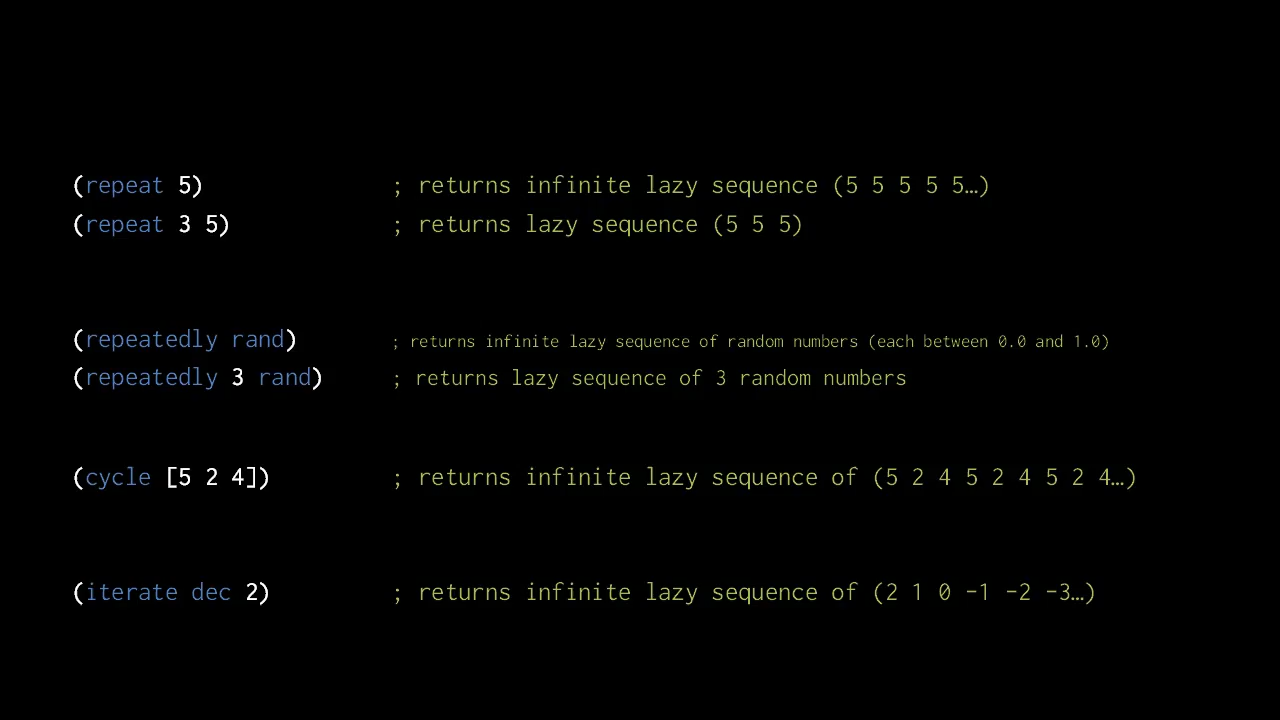 (repeat 5) ; returns infinite lazy sequence (5 5 5 5 5…)
(repeat 3 5) ; returns lazy sequence (5 5 5)
(repeatedly rand) ; returns infinite lazy sequence of random numbers (each between 0.0 and 1.0)
(repeatedly 3 rand) ; returns lazy sequence of 3 random numbers
(cycle [5 2 4]) ; returns infinite lazy sequence of (5 2 4 5 2 4 5 2 4…)
(iterate dec 2) ; returns infinite lazy sequence of (2 1 0 -1 -2 -3…)